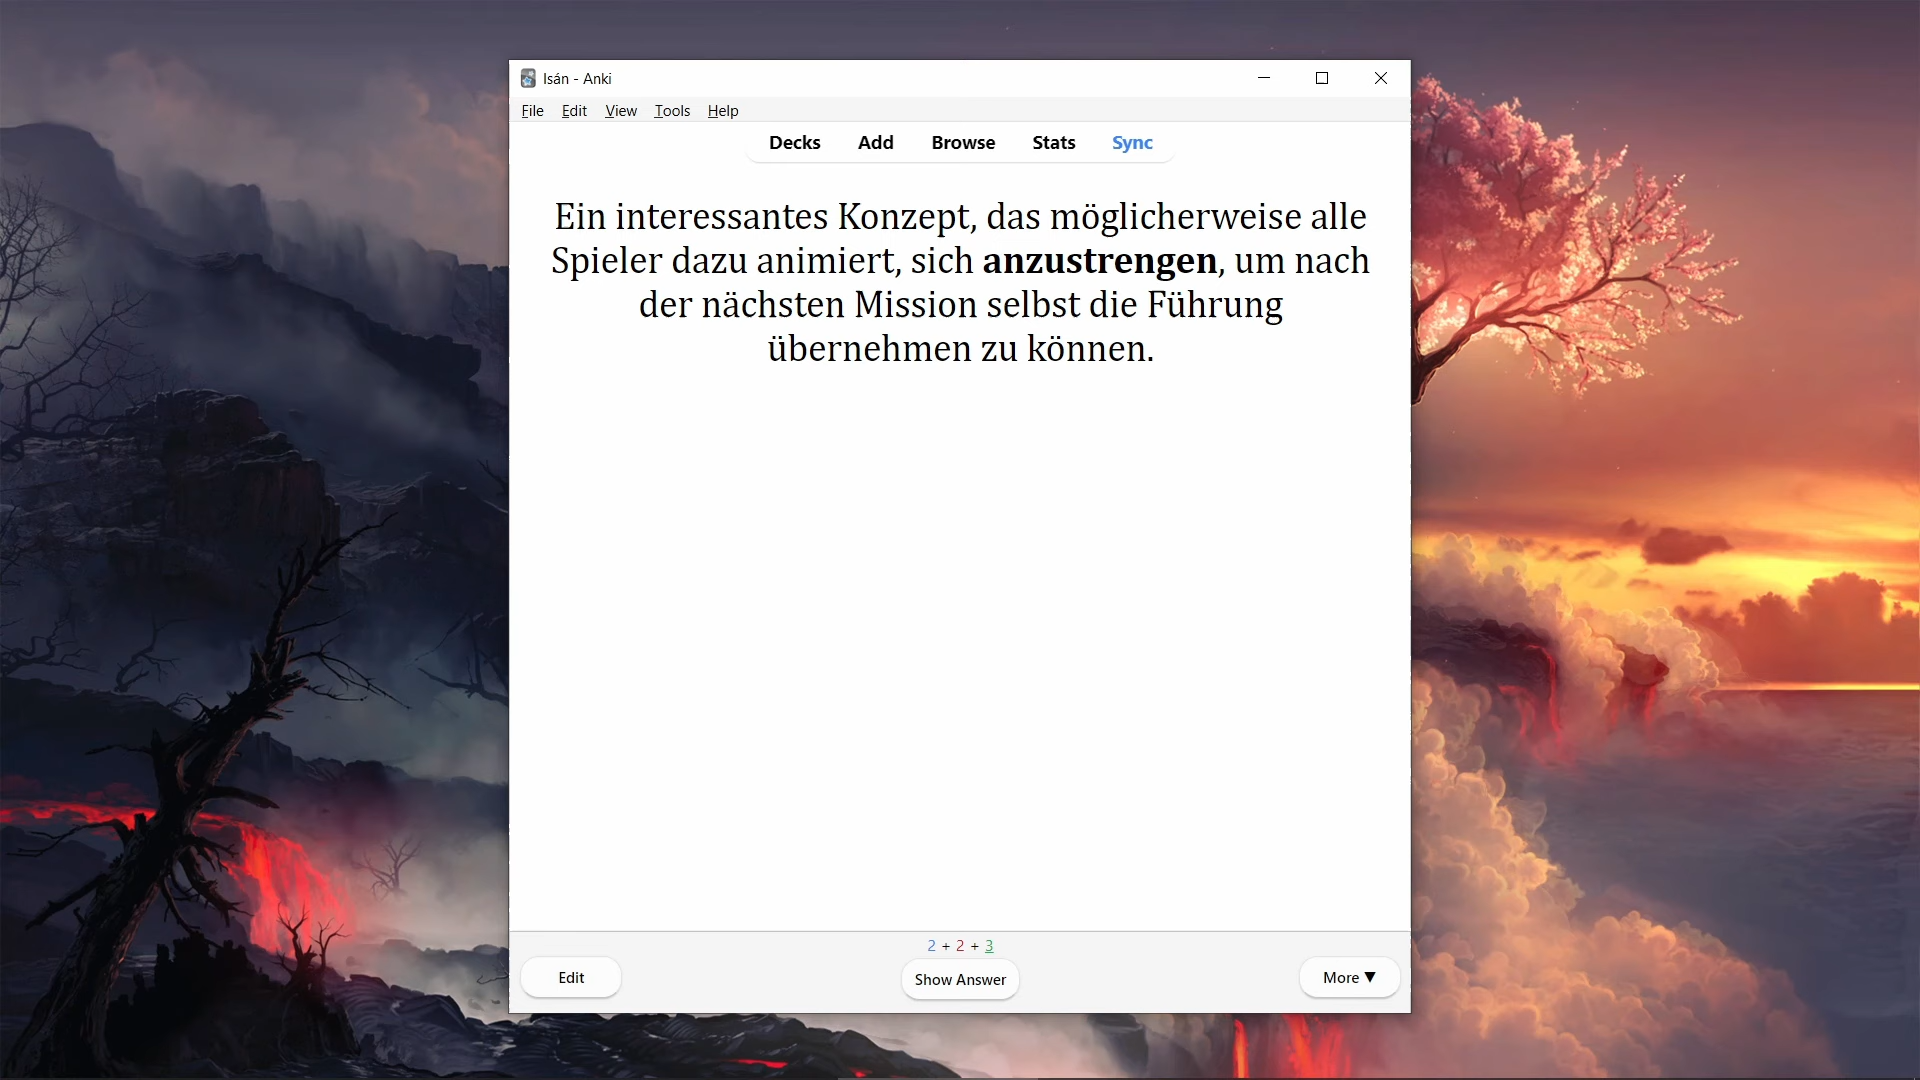 Isán - Anki
File Edit View Tools Help
Decks Add Browse Stats Sync
Ein interessantes Konzept, das möglicherweise alle
Spieler dazu animiert, sich anzustrengen, um nach
der nächsten Mission selbst die Führung
übernehmen zu können.
2 + 2 + 3
Edit Show Answer More ▼